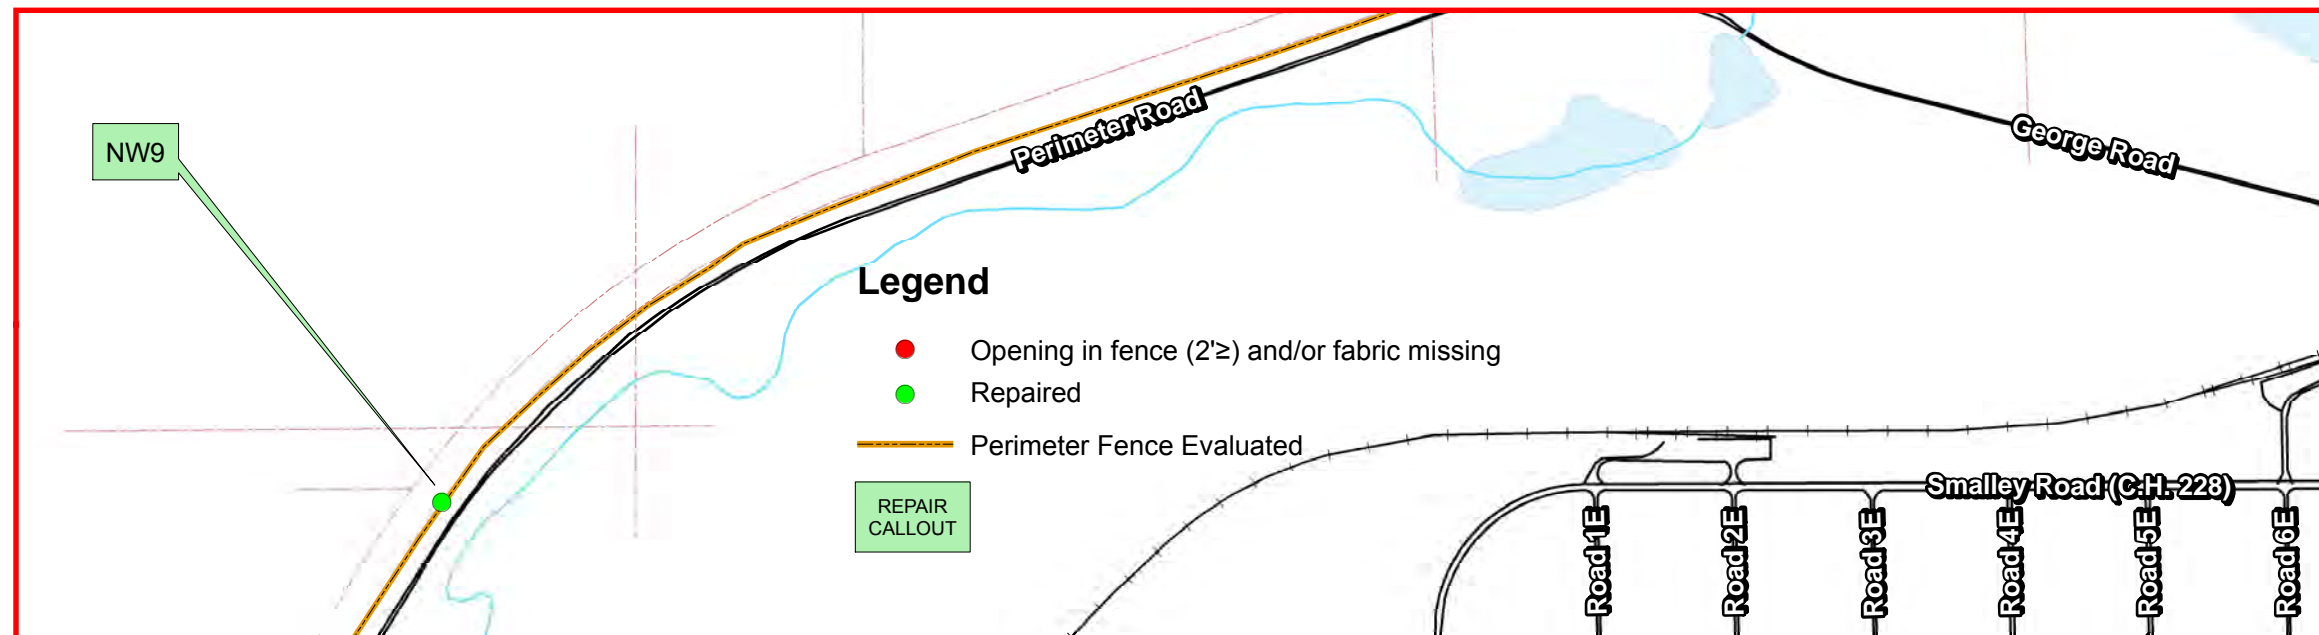 NW9
Perimeter Road
George Road
Legend
Opening in fence (2'≥) and/or fabric missing
Repaired
Perimeter Fence Evaluated
REPAIR
CALLOUT
Smalley Road (C.H. 228)
Road 1E
Road 2E
Road 3E
Road 4E
Road 5E
Road 6E